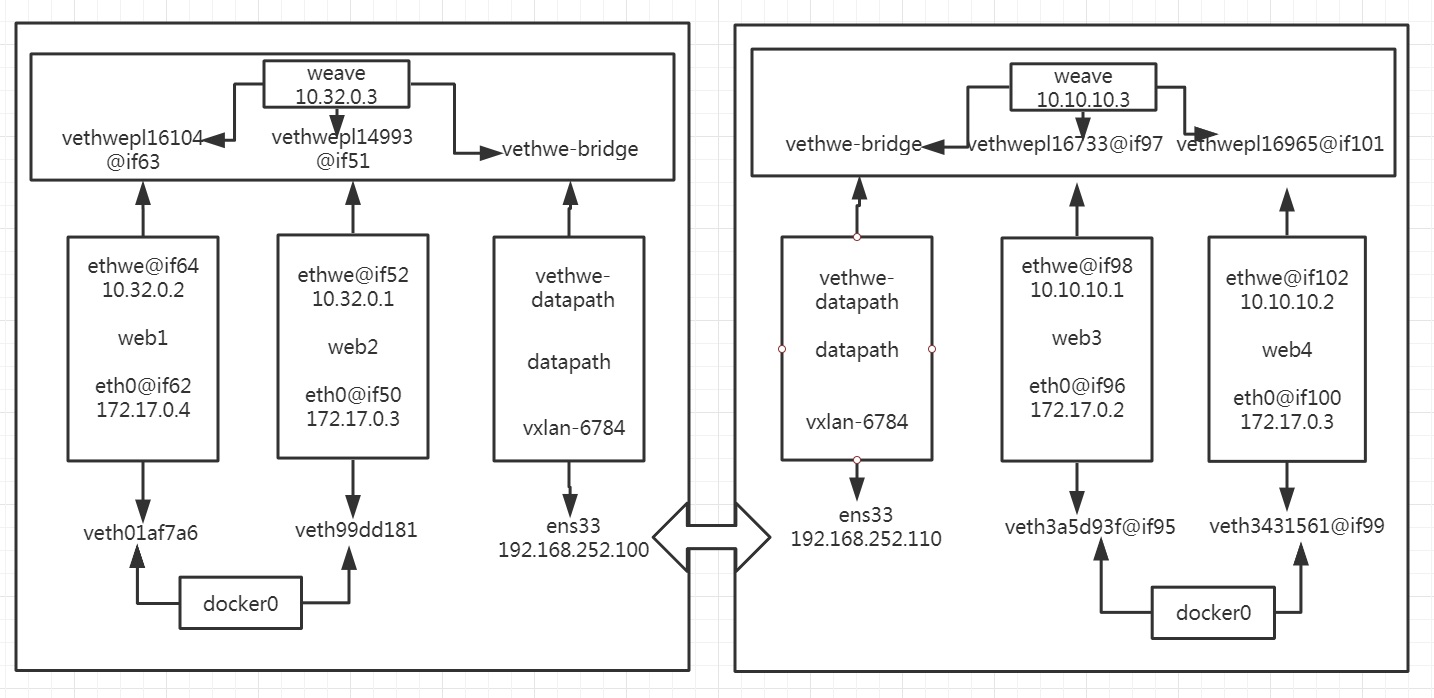 weave
10.32.0.3
vethwepl16104
@if63
vethwepl14993
@if51
vethwe-bridge
ethwe@if64
10.32.0.2
web1
eth0@if62
172.17.0.4
ethwe@if52
10.32.0.1
web2
eth0@if50
172.17.0.3
vethwe-
datapath
datapath
vxlan-6784
veth01af7a6
veth99dd181
ens33
192.168.252.100
docker0
weave
10.10.10.3
vethwe-bridge
vethwepl16733@if97
vethwepl16965@if101
vethwe-
datapath
datapath
vxlan-6784
ethwe@if98
10.10.10.1
web3
eth0@if96
172.17.0.2
ethwe@if102
10.10.10.2
web4
eth0@if100
172.17.0.3
ens33
192.168.252.110
veth3a5d93f@if95
veth3431561@if99
docker0